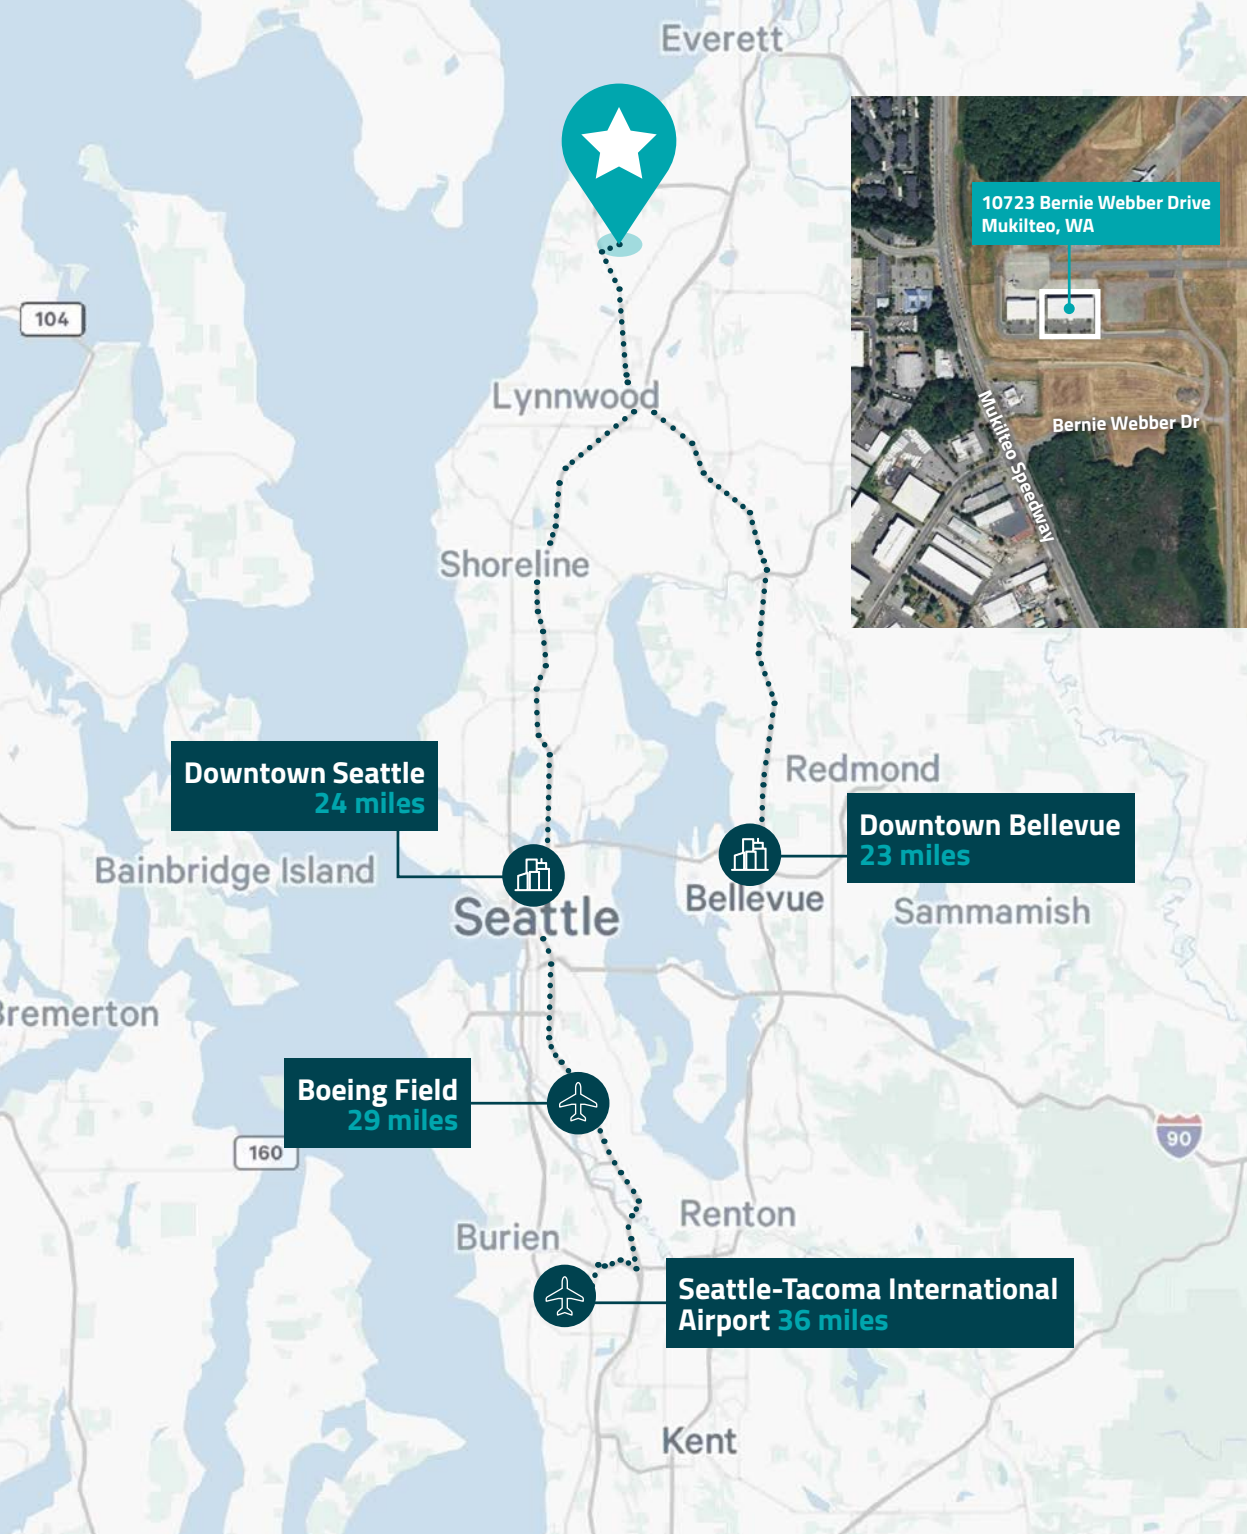 Everett
10723 Bernie Webber Drive
Mukilteo, WA
104
Lynnwood
Mukilteo Speedway
Bernie Webber Dr
Shoreline
Downtown Seattle
24 miles
Redmond
Downtown Bellevue
23 miles
Bainbridge Island
Bellevue
Seattle
Sammamish
Bremerton
Boeing Field
29 miles
90
160
Renton
Burien
Seattle-Tacoma International
Airport 36 miles
Kent